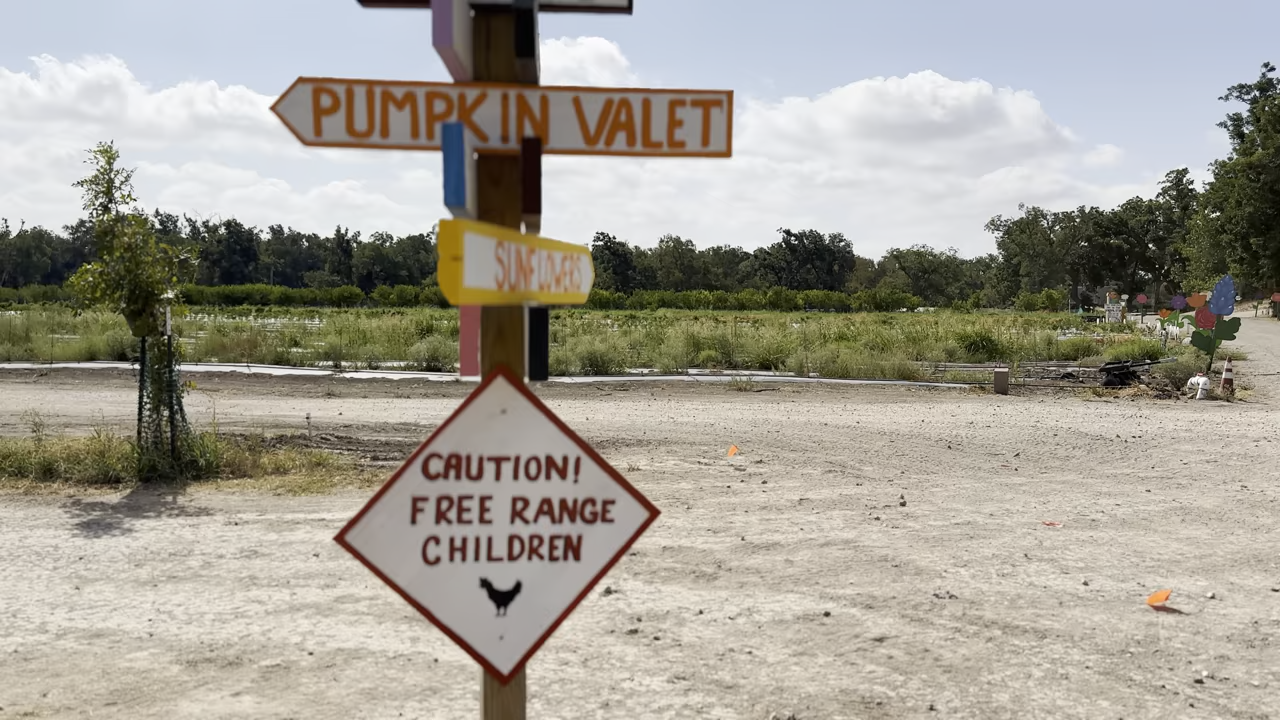 PUMPKIN VALET
SUNFLOWERS
CAUTION!
FREE RANGE
CHILDREN